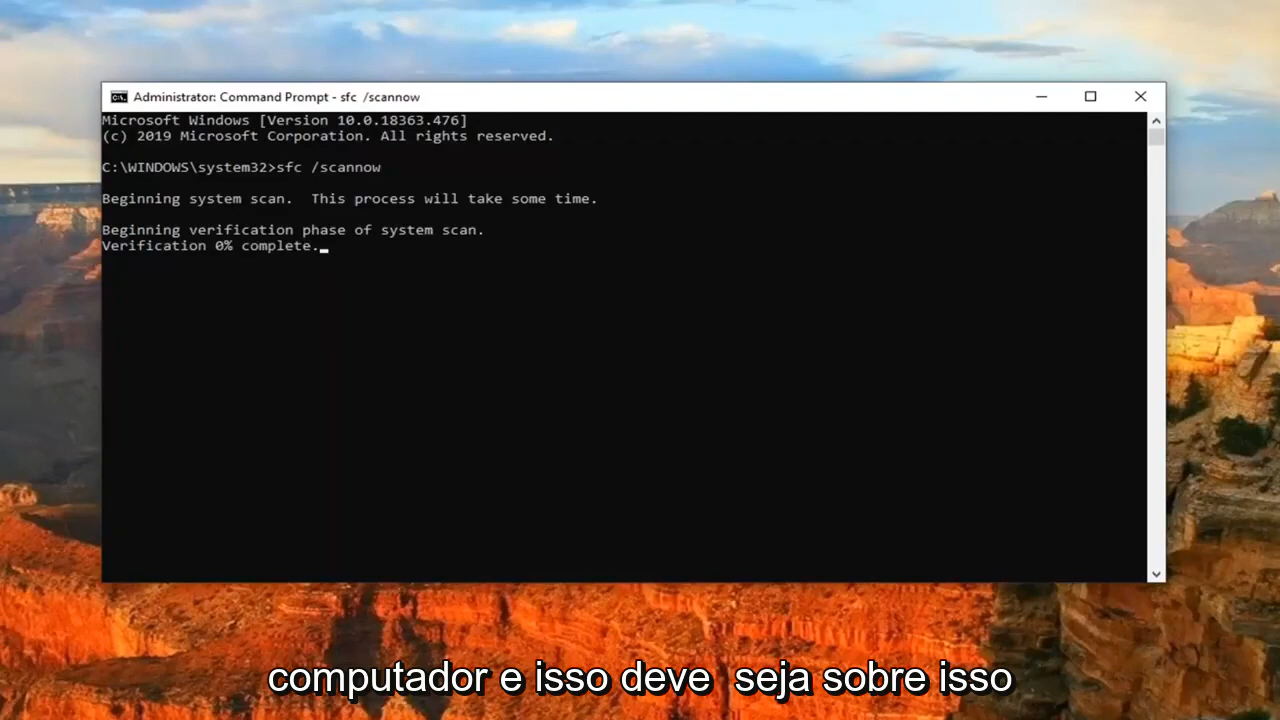 Administrator: Command Prompt - sfc /scannow
Microsoft Windows [Version 10.0.18363.476]
(c) 2019 Microsoft Corporation. All rights reserved.
C:\WINDOWS\system32>sfc /scannow
Beginning system scan.  This process will take some time.
Beginning verification phase of system scan.
Verification 0% complete.
computador e isso deve  seja sobre isso